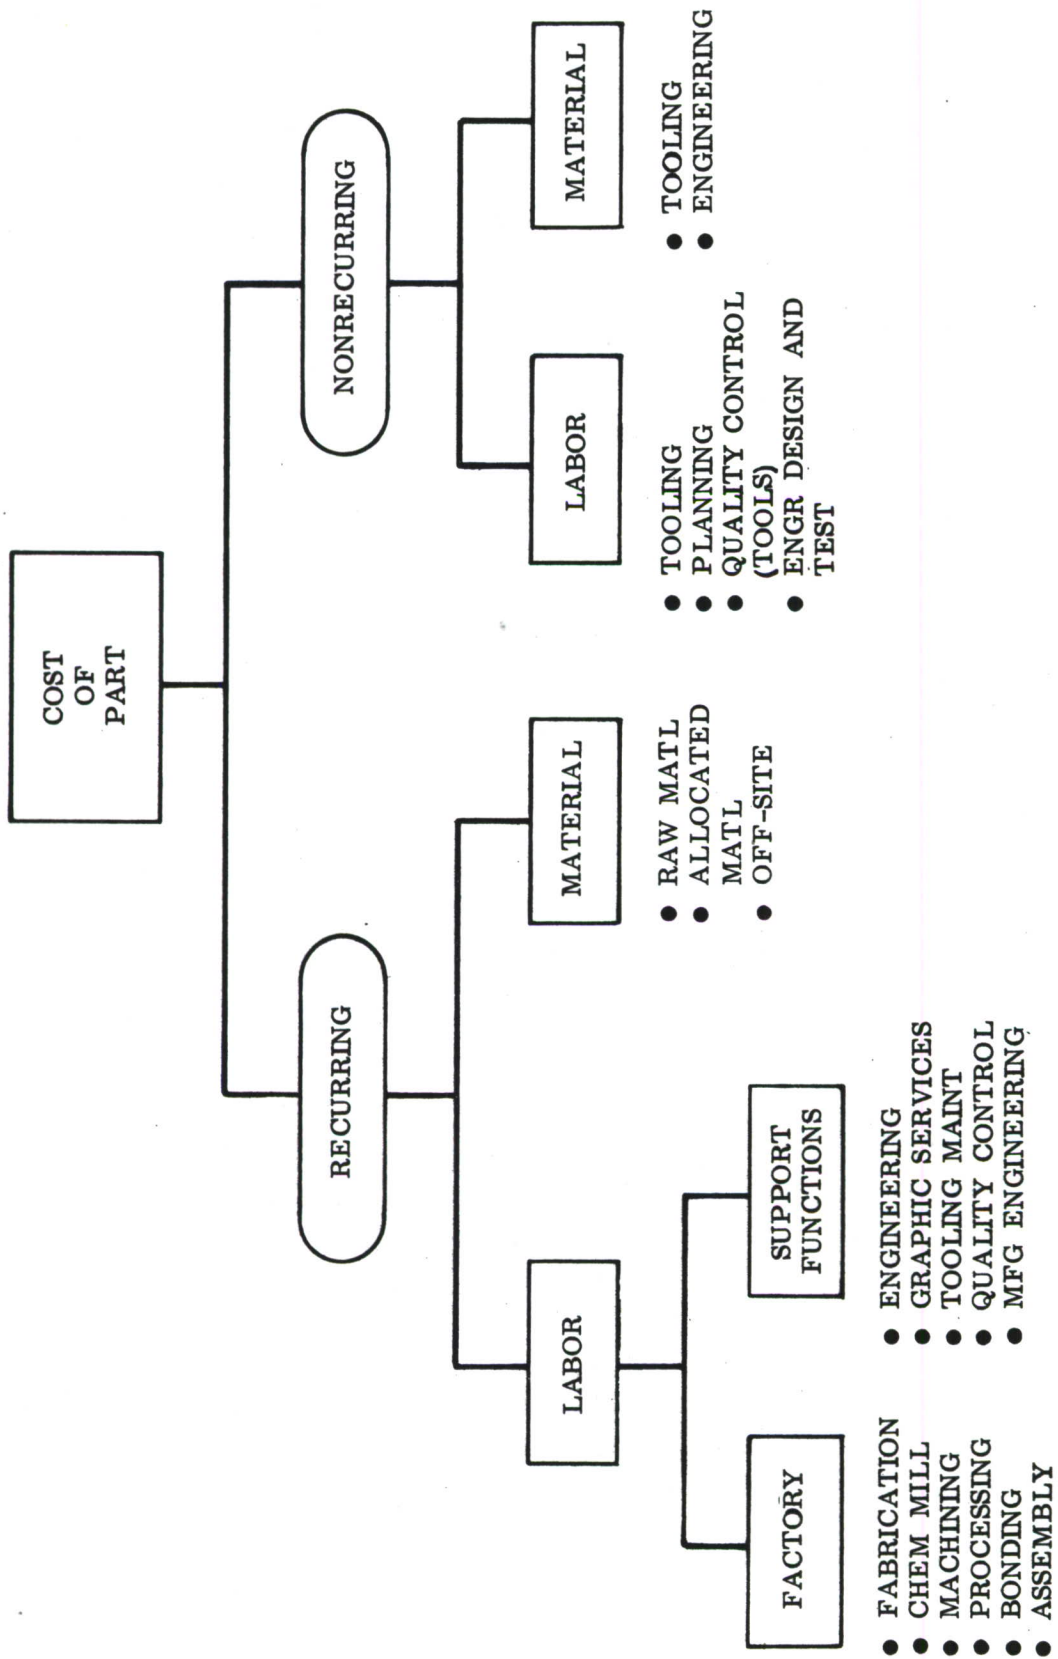 COST
OF
PART
RECURRING
NONRECURRING
LABOR
MATERIAL
LABOR
MATERIAL
● RAW MATL
● ALLOCATED
MATL
● OFF-SITE
● TOOLING
● PLANNING
● QUALITY CONTROL
(TOOLS)
● ENGR DESIGN AND
TEST
● TOOLING
● ENGINEERING
FACTORY
SUPPORT
FUNCTIONS
● FABRICATION
● CHEM MILL
● MACHINING
● PROCESSING
● BONDING
● ASSEMBLY
● ENGINEERING
● GRAPHIC SERVICES
● TOOLING MAINT
● QUALITY CONTROL
● MFG ENGINEERING